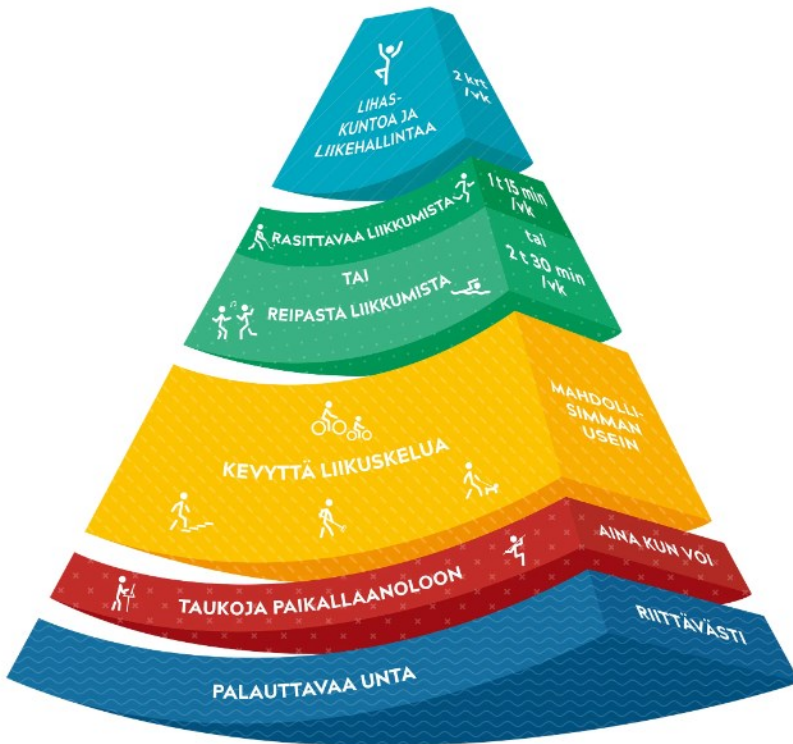 LIHAS-
KUNTOA JA
LIIKEHALLINTAA
2 krt
/vk
RASITTAVAA LIIKKUMISTA
1 t 15 min
/vk
TAI
REIPASTA LIIKKUMISTA
tai
2 t 30 min
/vk
KEVYTTÄ LIIKUSKELUA
MAHDOLLI-
SIMMAN
USEIN
TAUKOJA PAIKALLAANOLOON
AINA KUN VOI
PALAUTTAVAA UNTA
RIITTÄVÄSTI